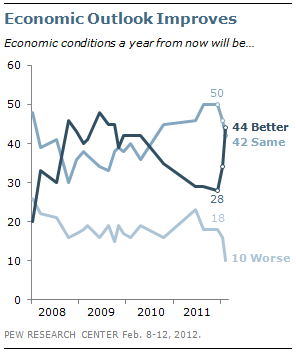 Economic Outlook Improves
Economic conditions a year from now will be...
60
50
40
30
20
10
0
50
28
18
44 Better
42 Same
10 Worse
2008 2009 2010 2011
PEW RESEARCH CENTER Feb. 8-12, 2012.